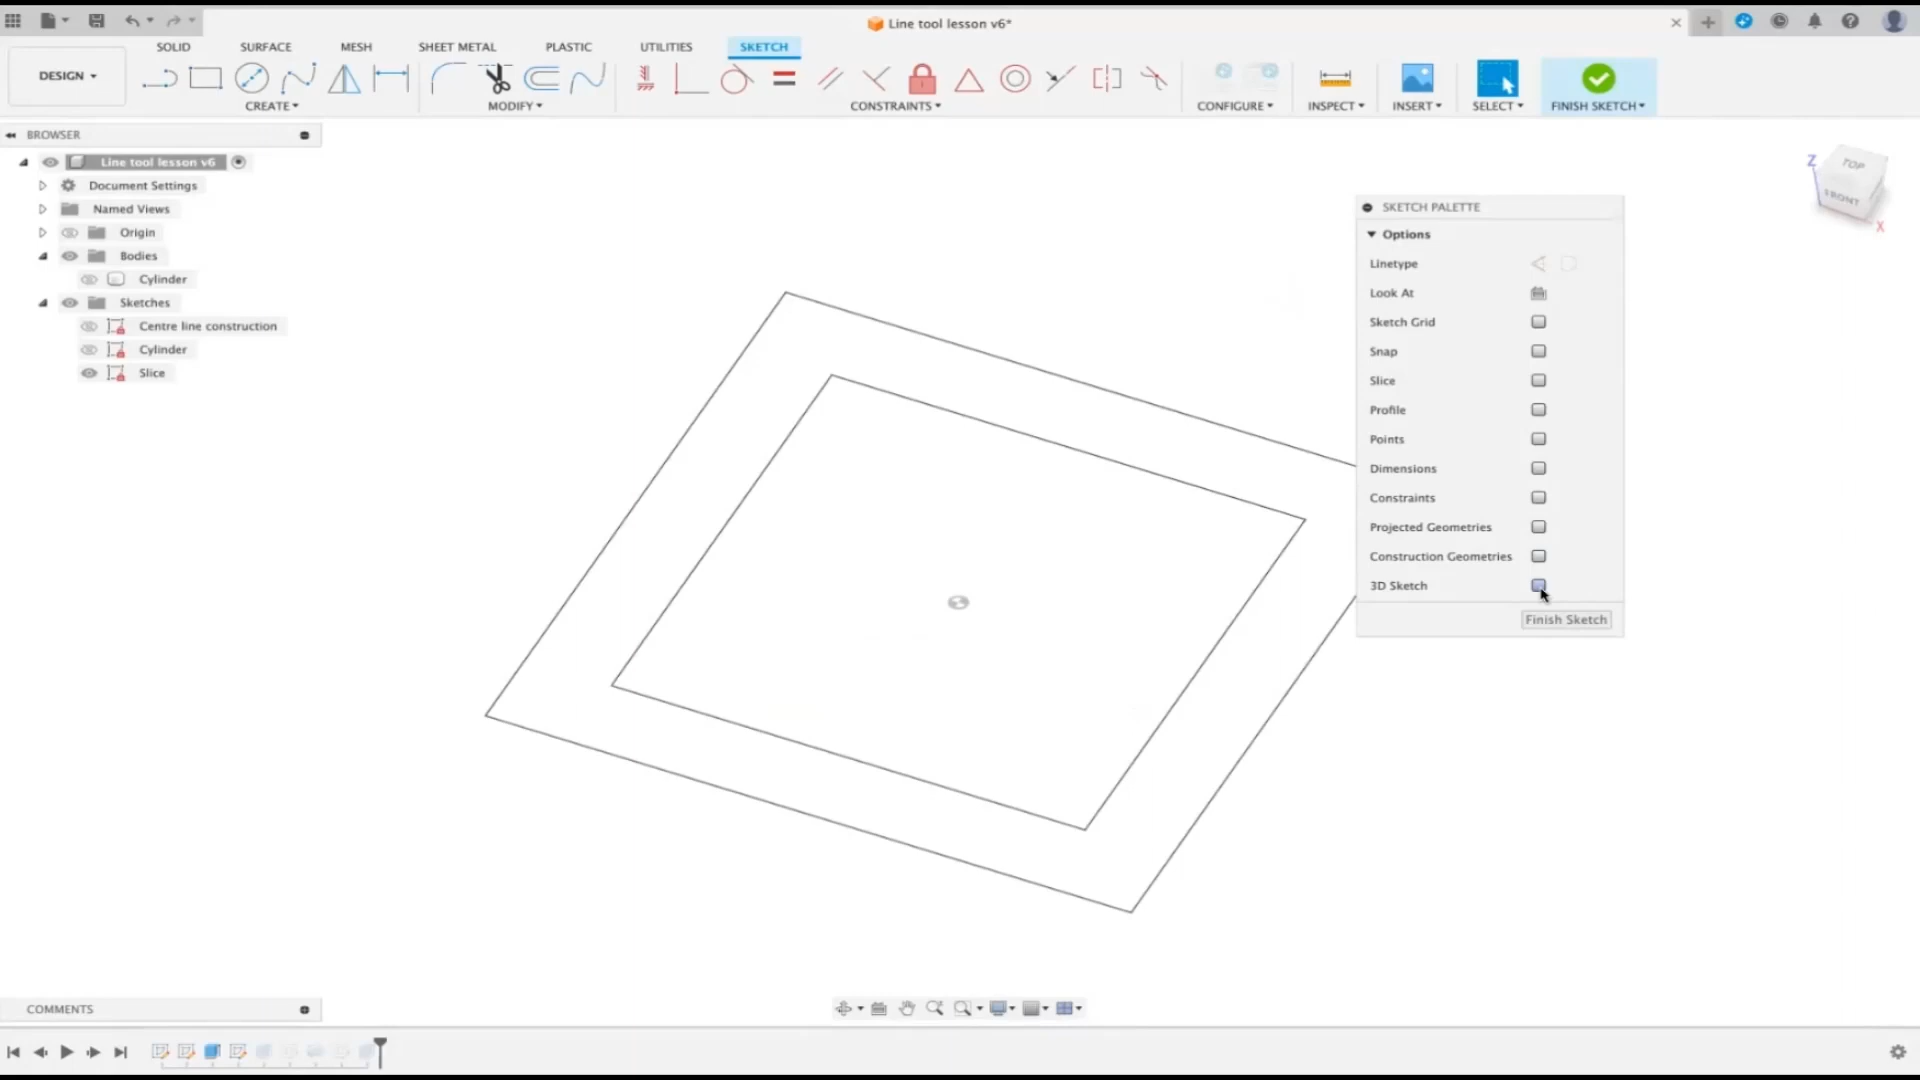 Line tool lesson v6*
SOLID
SURFACE
MESH
SHEET METAL
PLASTIC
UTILITIES
SKETCH
DESIGN
CREATE
MODIFY
CONSTRAINTS
CONFIGURE
INSPECT
INSERT
SELECT
FINISH SKETCH
BROWSER
Line tool lesson v6
Document Settings
Named Views
Origin
Bodies
Cylinder
Sketches
Centre line construction
Cylinder
Slice
TOP
FRONT
Z
X
SKETCH PALETTE
Options
Linetype
Look At
Sketch Grid
Snap
Slice
Profile
Points
Dimensions
Constraints
Projected Geometries
Construction Geometries
3D Sketch
Finish Sketch
COMMENTS